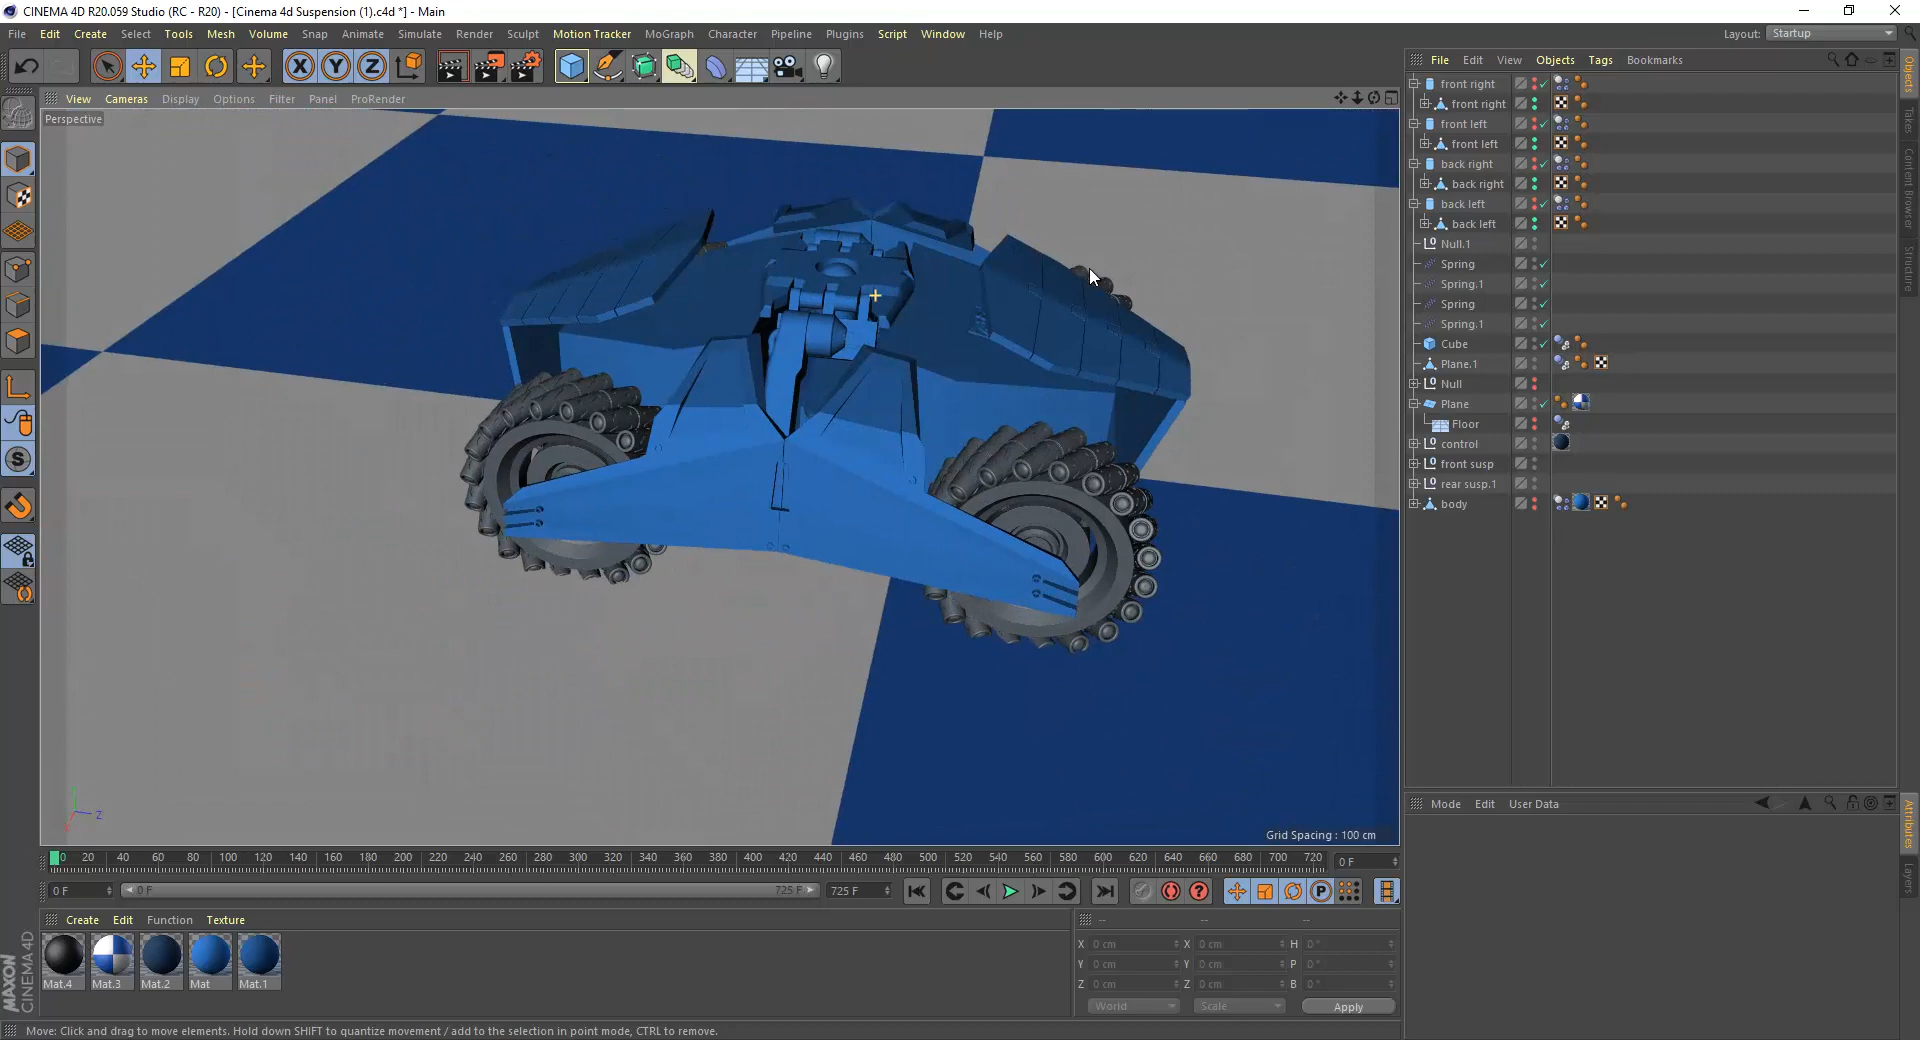 CINEMA 4D R20.059 Studio (RC - R20) - [Cinema 4d Suspension (1).c4d *] - Main
File Edit Create Select Tools Mesh Volume Snap Animate Simulate Render Sculpt Motion Tracker MoGraph Character Pipeline Plugins Script Window Help
Layout: Startup
X Y Z
View Cameras Display Options Filter Panel ProRender
Perspective
Grid Spacing : 100 cm
Y
Z
X
File Edit View Objects Tags Bookmarks
front right
front right
front left
front left
back right
back right
back left
back left
Null.1
Spring
Spring.1
Spring
Spring.1
Cube
Plane.1
Null
Plane
Floor
control
front susp
rear susp.1
body
Objects
Takes
Content Browser
Structure
Mode Edit User Data
Attributes
Layers
0 20 40 60 80 100 120 140 160 180 200 220 240 260 280 300 320 340 360 380 400 420 440 460 480 500 520 540 560 580 600 620 640 660 680 700 720
0 F
0 F 0 F 725 F 725 F
P
Create Edit Function Texture
Mat.4 Mat.3 Mat.2 Mat Mat.1
-- -- --
X 0 cm X 0 cm H 0 °
Y 0 cm Y 0 cm P 0 °
Z 0 cm Z 0 cm B 0 °
World Scale Apply
MAXON
CINEMA 4D
Move: Click and drag to move elements. Hold down SHIFT to quantize movement / add to the selection in point mode, CTRL to remove.